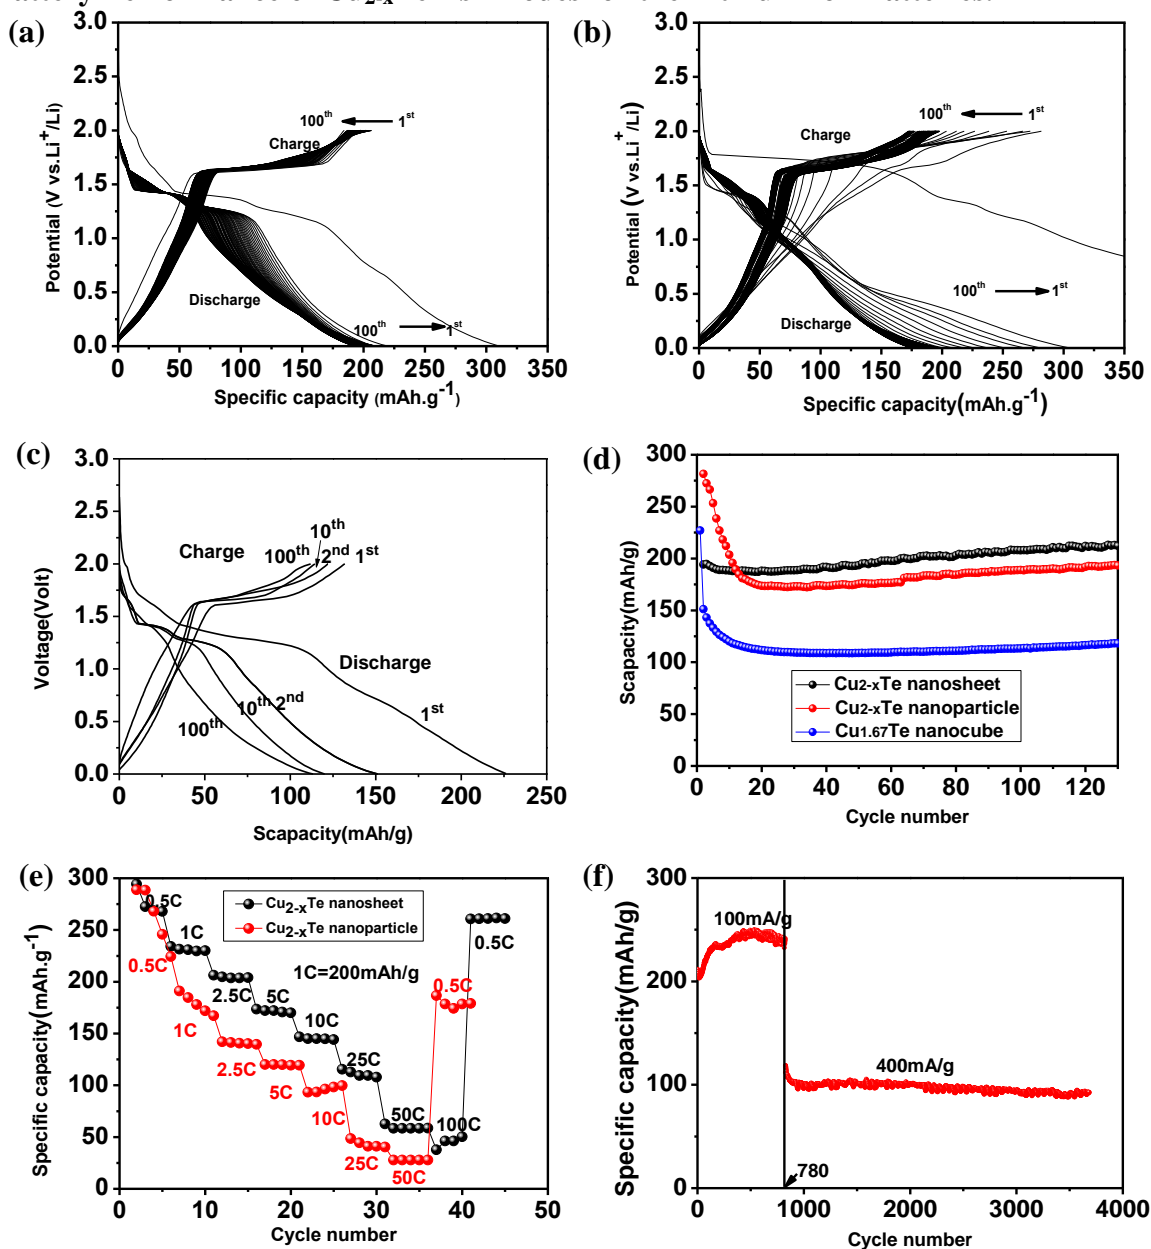 (a)
3.0
2.5
2.0
1.5
1.0
0.5
0.0
Potential (V vs.Li+/Li)
100th
1st
Charge
Discharge
100th
1st
0 50 100 150 200 250 300 350
Specific capacity (mAh.g-1)
(b)
3.0
2.5
2.0
1.5
1.0
0.5
0.0
Potential (V vs.Li+/Li)
100th
1st
Charge
100th
1st
Discharge
0 50 100 150 200 250 300 350
Specific capacity(mAh.g-1)
(c)
3.0
2.5
2.0
1.5
1.0
0.5
0.0
Voltage(Volt)
10th
Charge
100th 2nd 1st
Discharge
100th 10th 2nd 1st
0 50 100 150 200 250
Scapacity(mAh/g)
(d)
300
250
200
150
100
50
0
Scapacity(mAh/g)
Cu2-xTe nanosheet
Cu2-xTe nanoparticle
Cu1.67Te nanocube
0 20 40 60 80 100 120
Cycle number
(e)
300
250
200
150
100
50
0
Specific capacity(mAh.g-1)
Cu2-xTe nanosheet
Cu2-xTe nanoparticle
1C=200mAh/g
0.5C
1C
2.5C
5C
10C
25C
50C
100C
0.5C
0.5C
1C
2.5C
5C
10C
25C
50C
0.5C
0 10 20 30 40 50
Cycle number
(f)
300
200
100
0
Specific capacity(mAh/g)
100mA/g
400mA/g
780
0 1000 2000 3000 4000
Cycle number